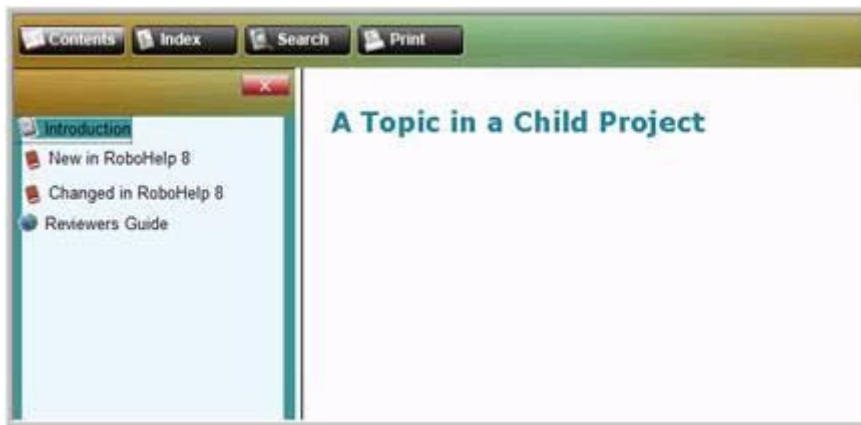 Contents Index Search Print
Introduction
New in RoboHelp 8
Changed in RoboHelp 8
Reviewers Guide
A Topic in a Child Project